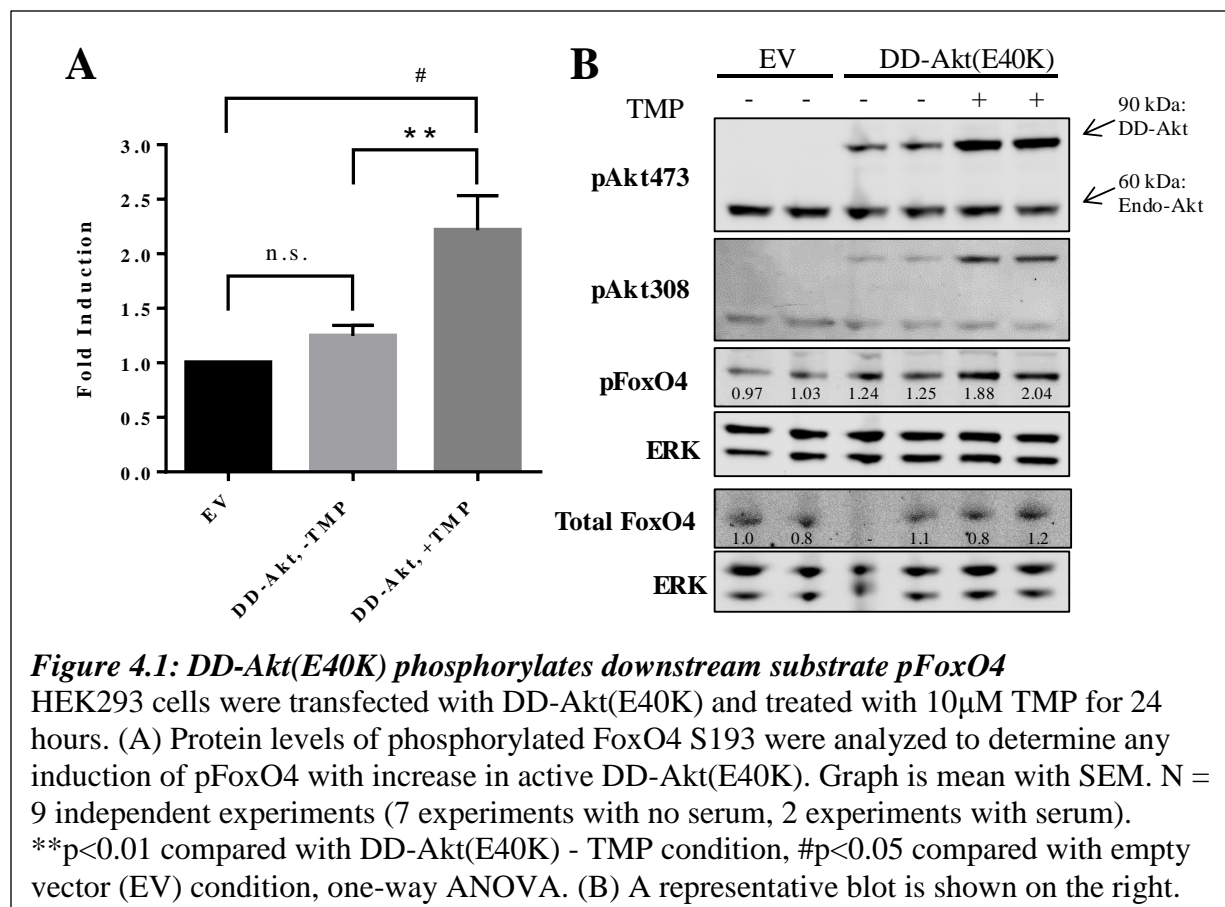 A
#
**
n.s.
Fold Induction
3.0
2.5
2.0
1.5
1.0
0.5
0.0
EV
DD-Akt, -TMP
DD-Akt, +TMP
B
EV DD-Akt(E40K)
TMP - - - - + +
90 kDa:
DD-Akt
pAkt473
60 kDa:
Endo-Akt
pAkt308
pFoxO4
0.97 1.03 1.24 1.25 1.88 2.04
ERK
Total FoxO4
1.0 0.8 - 1.1 0.8 1.2
ERK
Figure 4.1: DD-Akt(E40K) phosphorylates downstream substrate pFoxO4
HEK293 cells were transfected with DD-Akt(E40K) and treated with 10μM TMP for 24
hours. (A) Protein levels of phosphorylated FoxO4 S193 were analyzed to determine any
induction of pFoxO4 with increase in active DD-Akt(E40K). Graph is mean with SEM. N =
9 independent experiments (7 experiments with no serum, 2 experiments with serum).
**p<0.01 compared with DD-Akt(E40K) - TMP condition, #p<0.05 compared with empty
vector (EV) condition, one-way ANOVA. (B) A representative blot is shown on the right.